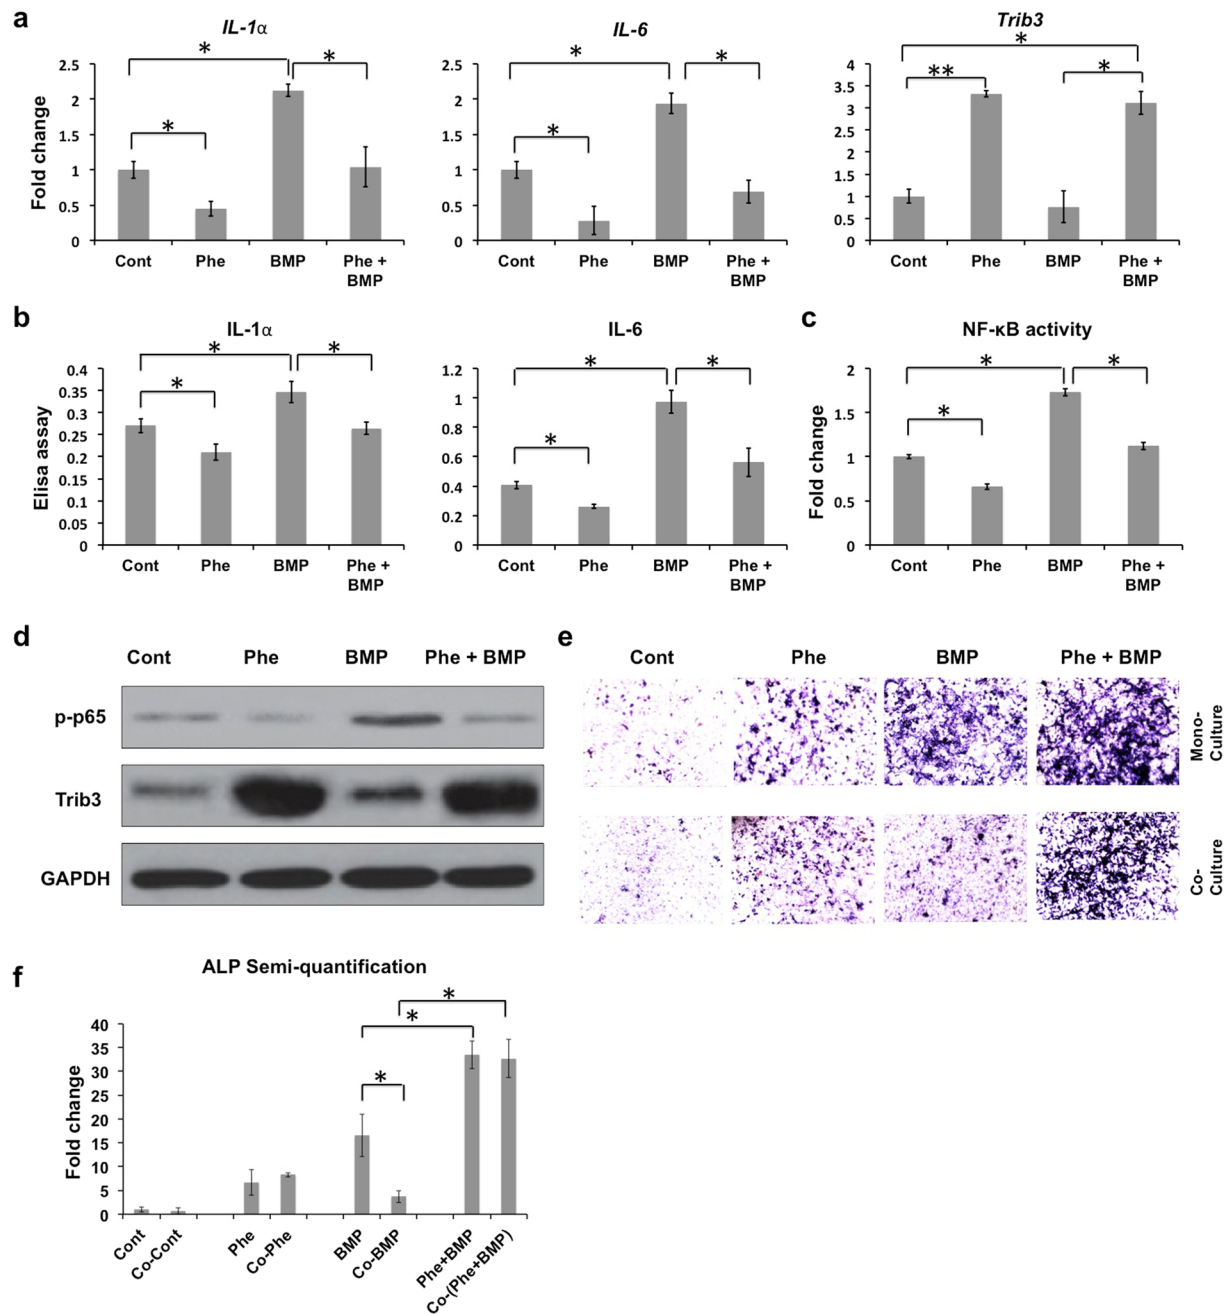 a
IL-1α
IL-6
Trib3
*
*
*
*
*
*
*
**
*
Fold change
2.5
2
1.5
1
0.5
0
2.5
2
1.5
1
0.5
0
4
3.5
3
2.5
2
1.5
1
0.5
0
Cont Phe BMP Phe +
BMP
Cont Phe BMP Phe +
BMP
Cont Phe BMP Phe +
BMP
b
IL-1α
IL-6
*
*
*
*
*
*
Elisa assay
0.4
0.35
0.3
0.25
0.2
0.15
0.1
0.05
0
1.2
1
0.8
0.6
0.4
0.2
0
Cont Phe BMP Phe +
BMP
Cont Phe BMP Phe +
BMP
c
NF-κB activity
*
*
*
Fold change
2
1.5
1
0.5
0
Cont Phe BMP Phe +
BMP
d
Cont Phe BMP Phe + BMP
p-p65
Trib3
GAPDH
e
Cont Phe BMP Phe + BMP
Mono-
Culture
Co-
Culture
f
ALP Semi-quantification
*
*
*
Fold change
40
35
30
25
20
15
10
5
0
Cont
Co-Cont
Phe
Co-Phe
BMP
Co-BMP
Phe+BMP
Co-(Phe+BMP)